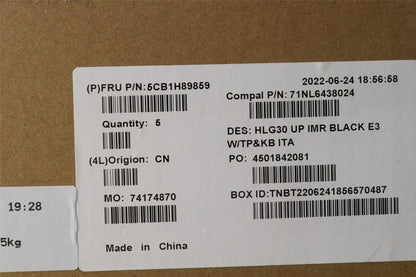 2022-06-24 18:56:58
(P)FRU P/N:5CB1H89859
Compal P/N: 71NL6438024
Quantity: 5
DES: HLG30 UP IMR BLACK E3
W/TP&KB ITA
(4L)Origion: CN
PO: 4501842081
MO: 74174870
BOX ID:TNBT2206241856570487
Made in China
19:28
5kg